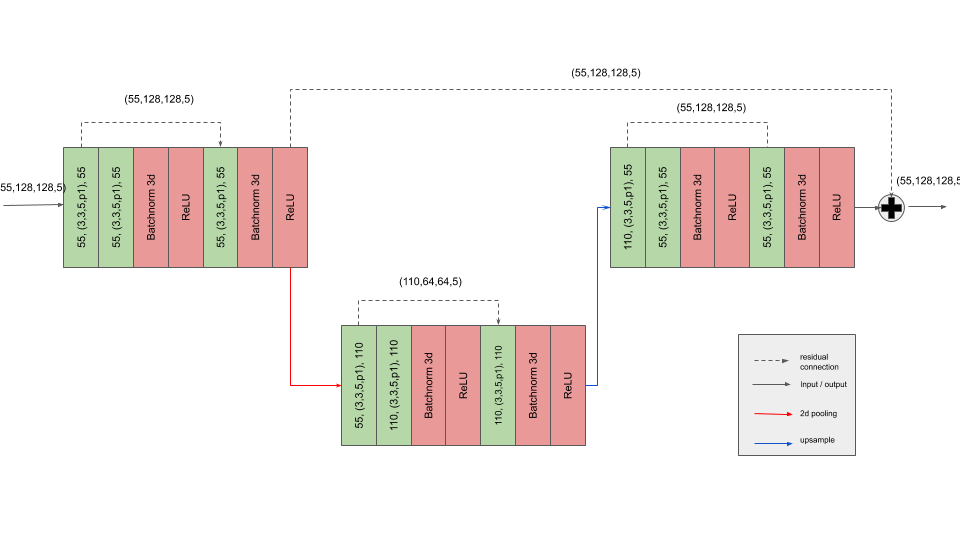 (55,128,128,5)
(55,128,128,5)
(55,128,128,5)
55,128,128,5)
55, (3,3,5,p1), 55
55, (3,3,5,p1), 55
Batchnorm 3d
ReLU
55, (3,3,5,p1), 55
Batchnorm 3d
ReLU
110, (3,3,5,p1), 55
55, (3,3,5,p1), 55
Batchnorm 3d
ReLU
55, (3,3,5,p1), 55
Batchnorm 3d
ReLU
(55,128,128,5
(110,64,64,5)
55, (3,3,5,p1), 110
110, (3,3,5,p1), 110
Batchnorm 3d
ReLU
110, (3,3,5,p1), 110
Batchnorm 3d
ReLU
residual
connection
Input / output
2d pooling
upsample